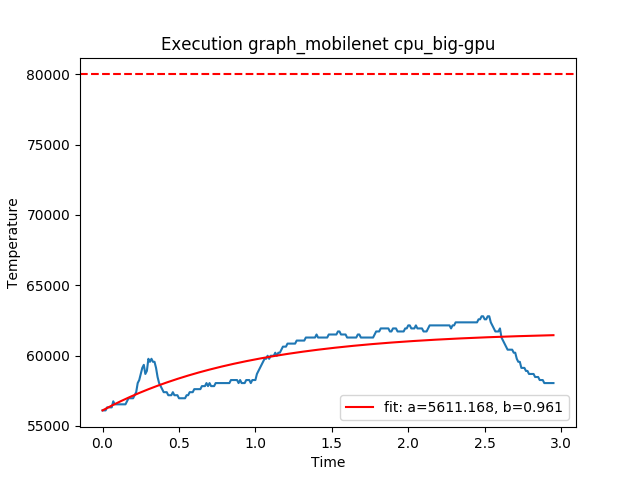 Execution graph_mobilenet cpu_big-gpu
80000
75000
70000
65000
60000
55000
Temperature
0.0 0.5 1.0 1.5 2.0 2.5 3.0
Time
fit: a=5611.168, b=0.961